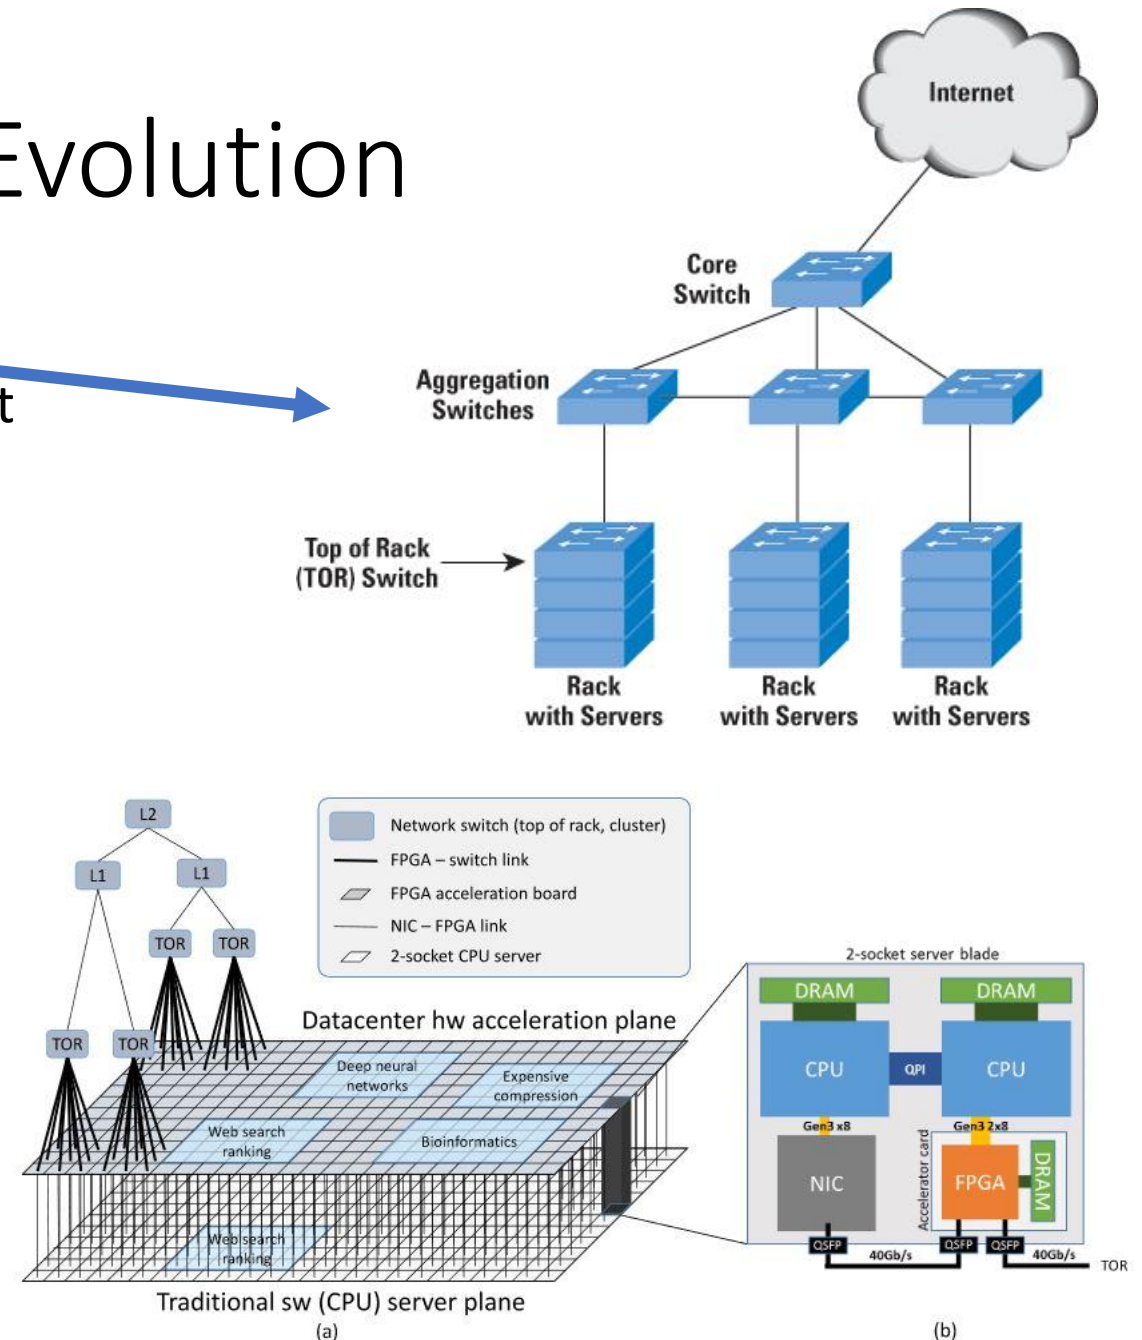 Evolution
t
Internet
Core
Switch
Aggregation
Switches
Top of Rack
(TOR) Switch
Rack
with Servers
Rack
with Servers
Rack
with Servers
L2
L1
L1
TOR
TOR
TOR
TOR
Network switch (top of rack, cluster)
FPGA – switch link
FPGA acceleration board
NIC – FPGA link
2-socket CPU server
Datacenter hw acceleration plane
Deep neural
networks
Expensive
compression
Web search
ranking
Bioinformatics
Web search
ranking
Traditional sw (CPU) server plane
(a)
2-socket server blade
DRAM
DRAM
CPU
QPI
CPU
Gen3 x8
Gen3 2x8
Accelerator card
NIC
FPGA
DRAM
QSFP
40Gb/s
QSFP
QSFP
40Gb/s
TOR
(b)